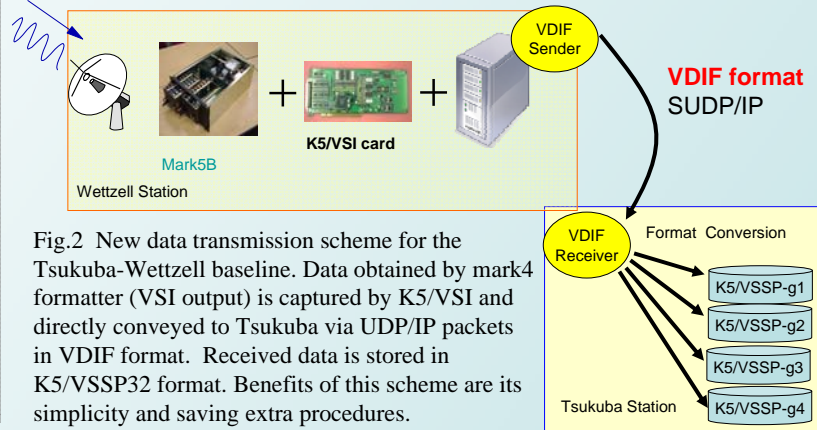 VDIF
Sender
VDIF format
SUDP/IP
K5/VSI card
Mark5B
Wettzell Station
Fig.2 New data transmission scheme for the
Tsukuba-Wettzell baseline. Data obtained by mark4
formatter (VSI output) is captured by K5/VSI and
directly conveyed to Tsukuba via UDP/IP packets
in VDIF format. Received data is stored in
K5/VSSP32 format. Benefits of this scheme are its
simplicity and saving extra procedures.
VDIF
Receiver
Format Conversion
K5/VSSP-g1
K5/VSSP-g2
K5/VSSP-g3
K5/VSSP-g4
Tsukuba Station